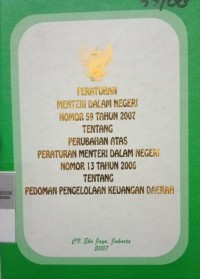 PERATURAN
MENTERI DALAM NEGERI
NOMOR 59 TAHUN 2007
TENTANG
PERUBAHAN ATAS
PERATURAN MENTERI DALAM NEGERI
NOMOR 13 TAHUN 2006
TENTANG
PEDOMAN PENGELOLAAN KEUANGAN DAERAH
CV. Eko Jaya, Jakarta
2007